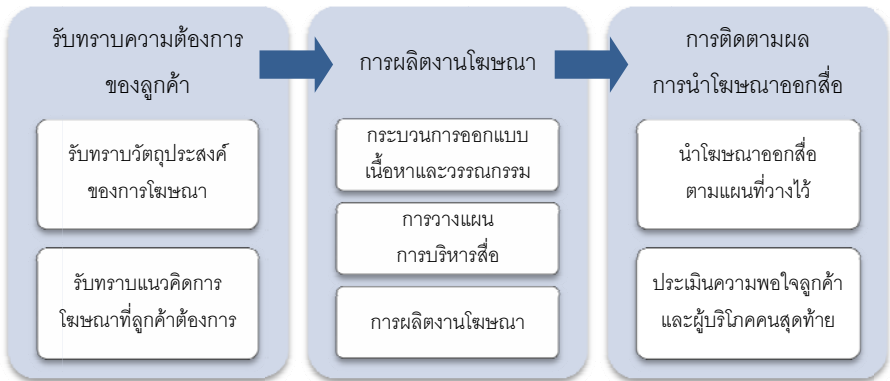 รับทราบความต้องการ
ของลูกค้า
รับทราบวัตถุประสงค์
ของการโฆษณา
รับทราบแนวคิดการ
โฆษณาที่ลูกค้าต้องการ
การผลิตงานโฆษณา
กระบวนการออกแบบ
เนื้อหาและวรรณกรรม
การวางแผน
การบริหารสื่อ
การผลิตงานโฆษณา
การติดตามผล
การนำโฆษณาออกสื่อ
นำโฆษณาออกสื่อ
ตามแผนที่วางไว้
ประเมินความพอใจลูกค้า
และผู้บริโภคคนสุดท้าย